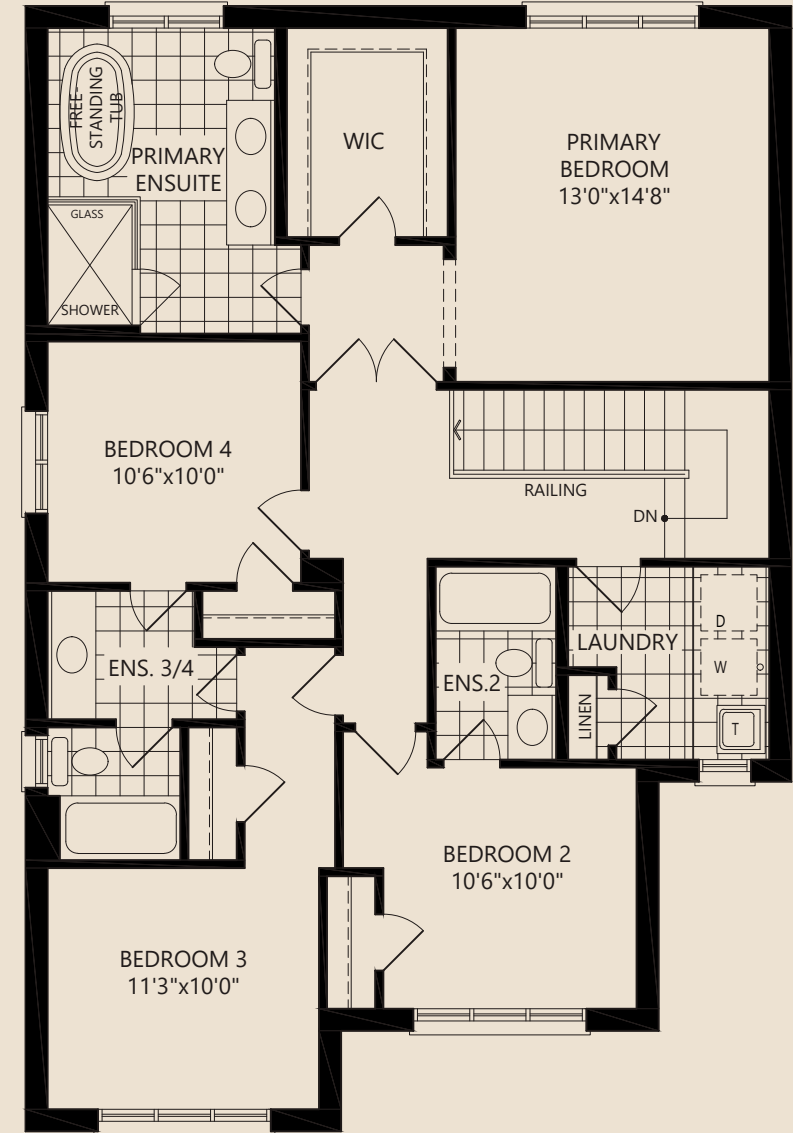 FREE-
STANDING
TUB
PRIMARY
ENSUITE
GLASS
SHOWER
WIC
PRIMARY
BEDROOM
13'0"x14'8"
BEDROOM 4
10'6"x10'0"
RAILING
DN
ENS. 3/4
ENS.2
LAUNDRY
D
W
LINEN
T
BEDROOM 2
10'6"x10'0"
BEDROOM 3
11'3"x10'0"